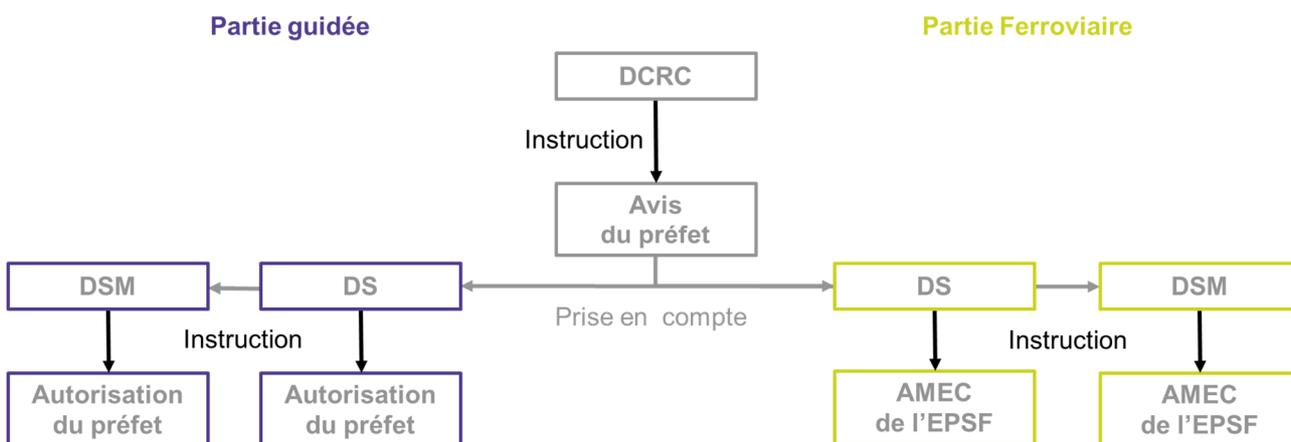 Partie guidée
Partie Ferroviaire
DCRC
Instruction
Avis
du préfet
DSM
DS
DS
DSM
Prise en compte
Instruction
Instruction
Autorisation
du préfet
Autorisation
du préfet
AMEC
de l'EPSF
AMEC
de l'EPSF